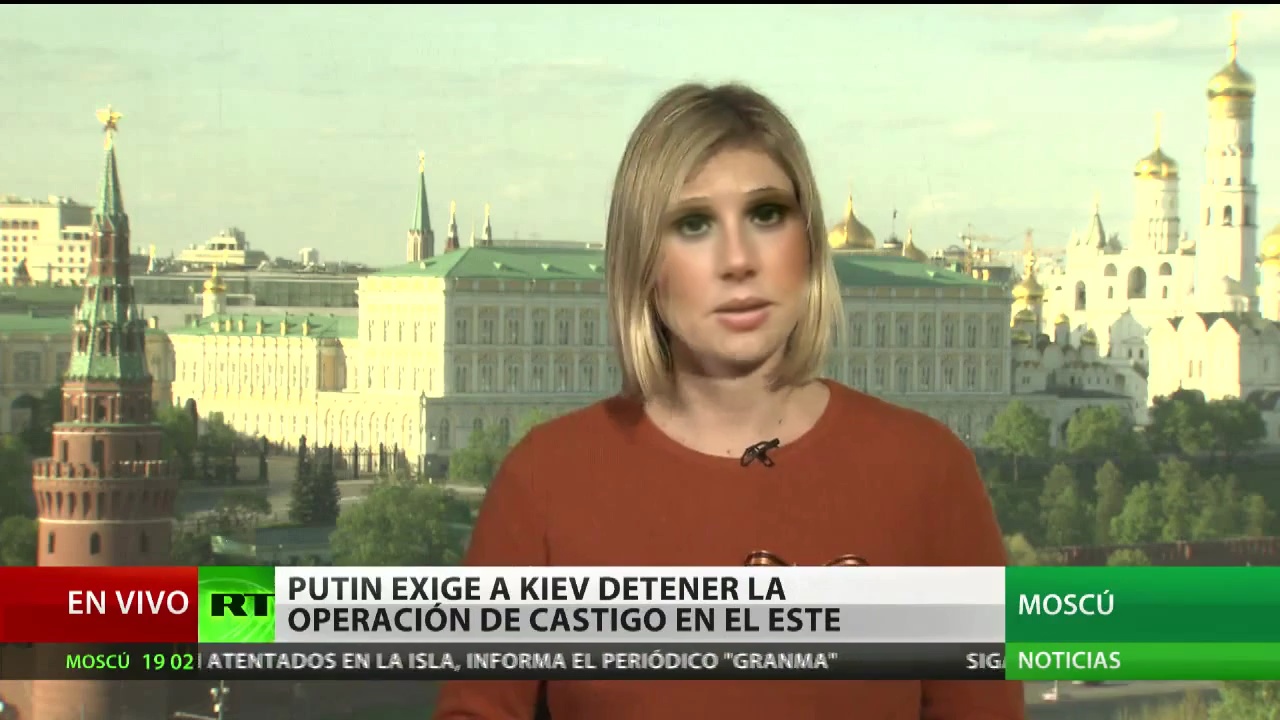 EN VIVO
RT
PUTIN EXIGE A KIEV DETENER LA
OPERACIÓN DE CASTIGO EN EL ESTE
MOSCÚ
MOSCÚ 19 02
ATENTADOS EN LA ISLA, INFORMA EL PERIÓDICO "GRANMA"
NOTICIAS